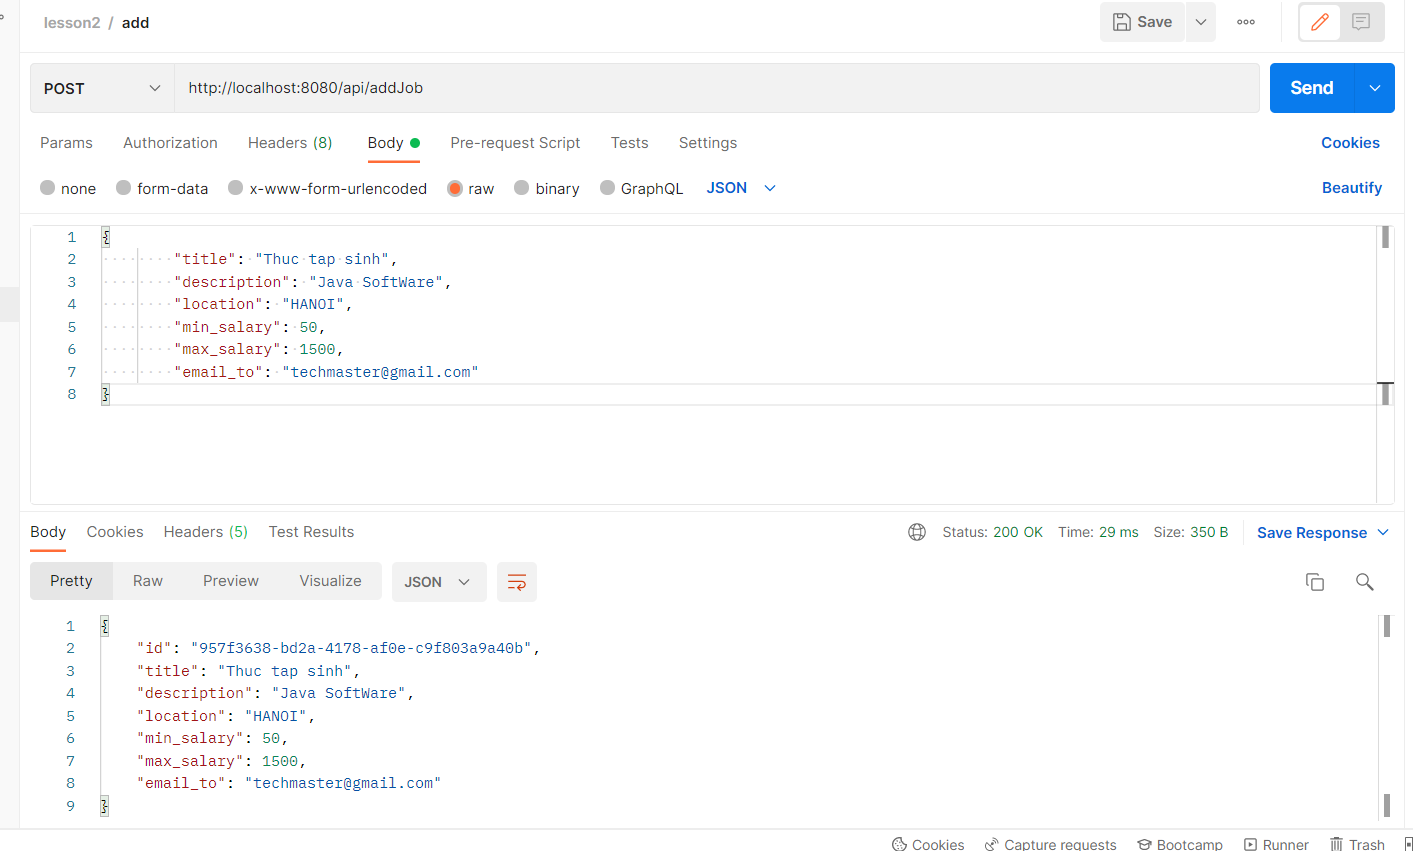 lesson2 / add
Save
POST
http://localhost:8080/api/addJob
Send
Params
Authorization
Headers (8)
Body
Pre-request Script
Tests
Settings
Cookies
none
form-data
x-www-form-urlencoded
raw
binary
GraphQL
JSON
Beautify
1 {
2 "title": "Thuc tap sinh",
3 "description": "Java SoftWare",
4 "location": "HANOI",
5 "min_salary": 50,
6 "max_salary": 1500,
7 "email_to": "techmaster@gmail.com"
8 }
Body
Cookies
Headers (5)
Test Results
Status: 200 OK
Time: 29 ms
Size: 350 B
Save Response
Pretty
Raw
Preview
Visualize
JSON
1 {
2 "id": "957f3638-bd2a-4178-af0e-c9f803a9a40b",
3 "title": "Thuc tap sinh",
4 "description": "Java SoftWare",
5 "location": "HANOI",
6 "min_salary": 50,
7 "max_salary": 1500,
8 "email_to": "techmaster@gmail.com"
9 }
Cookies
Capture requests
Bootcamp
Runner
Trash